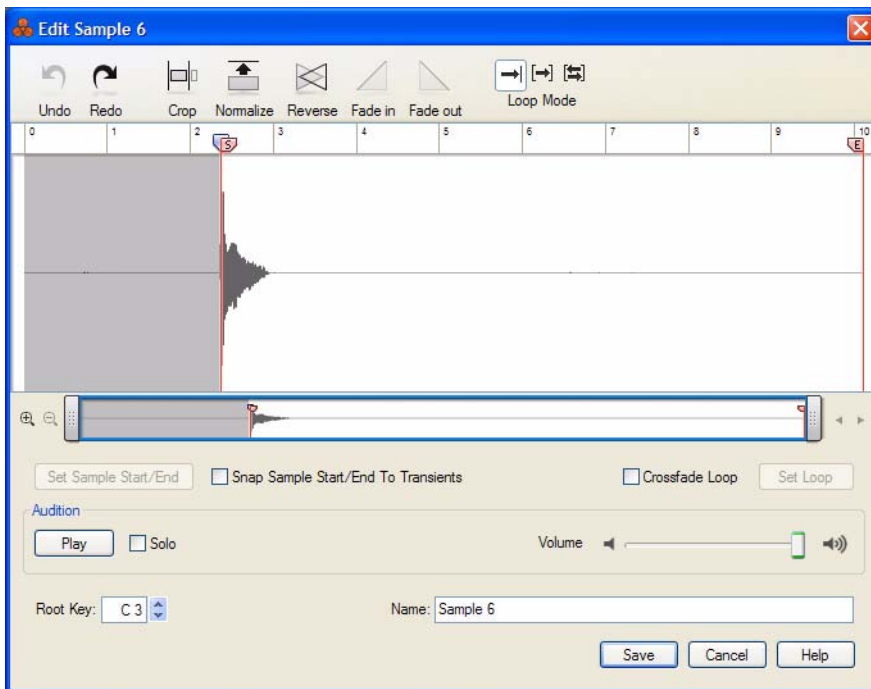 Edit Sample 6
Undo Redo Crop Normalize Reverse Fade in Fade out Loop Mode
0 1 2 3 4 5 6 7 8 9 10
S E
Set Sample Start/End Snap Sample Start/End To Transients Crossfade Loop Set Loop
Audition
Play Solo Volume
Root Key: C 3 Name: Sample 6
Save Cancel Help